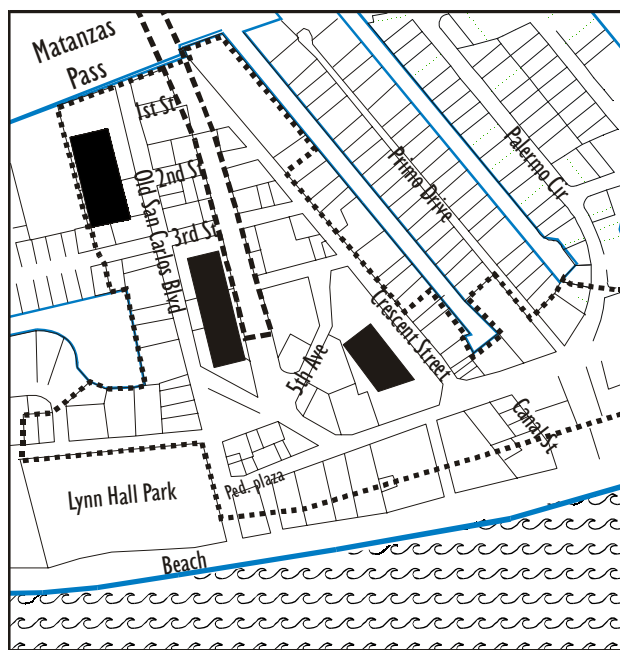 Matanzas
Pass
1st St
2nd St
3rd St
Old San Carlos Blvd
Primo Drive
Palermo Cir
Crescent Street
5th Ave
Canal St
Ped. plaza
Lynn Hall Park
Beach